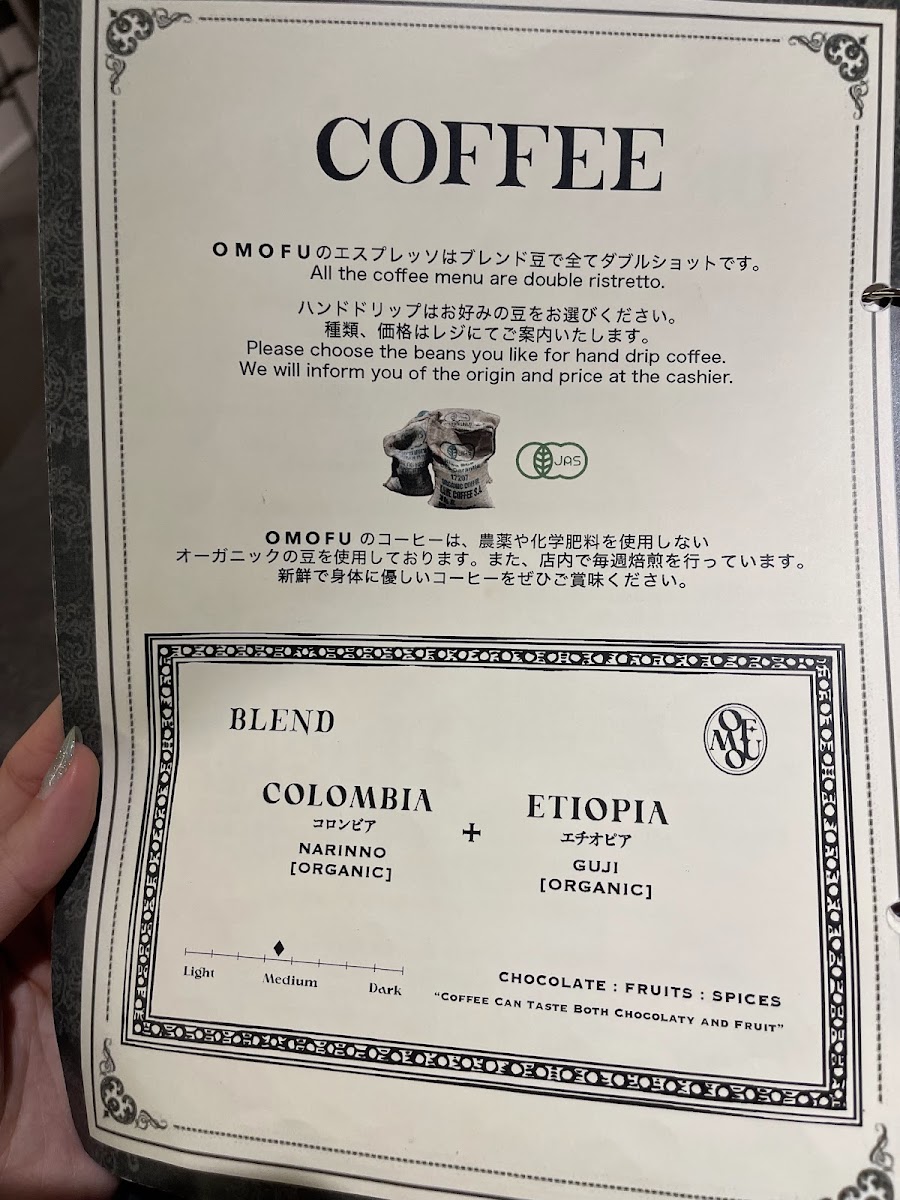 COFFEE
OMOFUのエスプレッソはブレンド豆で全てダブルショットです。
All the coffee menu are double ristretto.
ハンドドリップはお好みの豆をお選びください。
種類、価格はレジにてご案内いたします。
Please choose the beans you like for hand drip coffee.
We will inform you of the origin and price at the cashier.
17207
ORGANIC COFFEE
JAS
OMOFU のコーヒーは、農薬や化学肥料を使用しない
オーガニックの豆を使用しております。また、店内で毎週焙煎を行っています。
新鮮で身体に優しいコーヒーをぜひご賞味ください。
BLEND
OMOFU
COLOMBIA
コロンビア
NARINNO
[ORGANIC]
+
ETIOPIA
エチオピア
GUJI
[ORGANIC]
Light Medium Dark
CHOCOLATE : FRUITS : SPICES
“COFFEE CAN TASTE BOTH CHOCOLATY AND FRUIT”